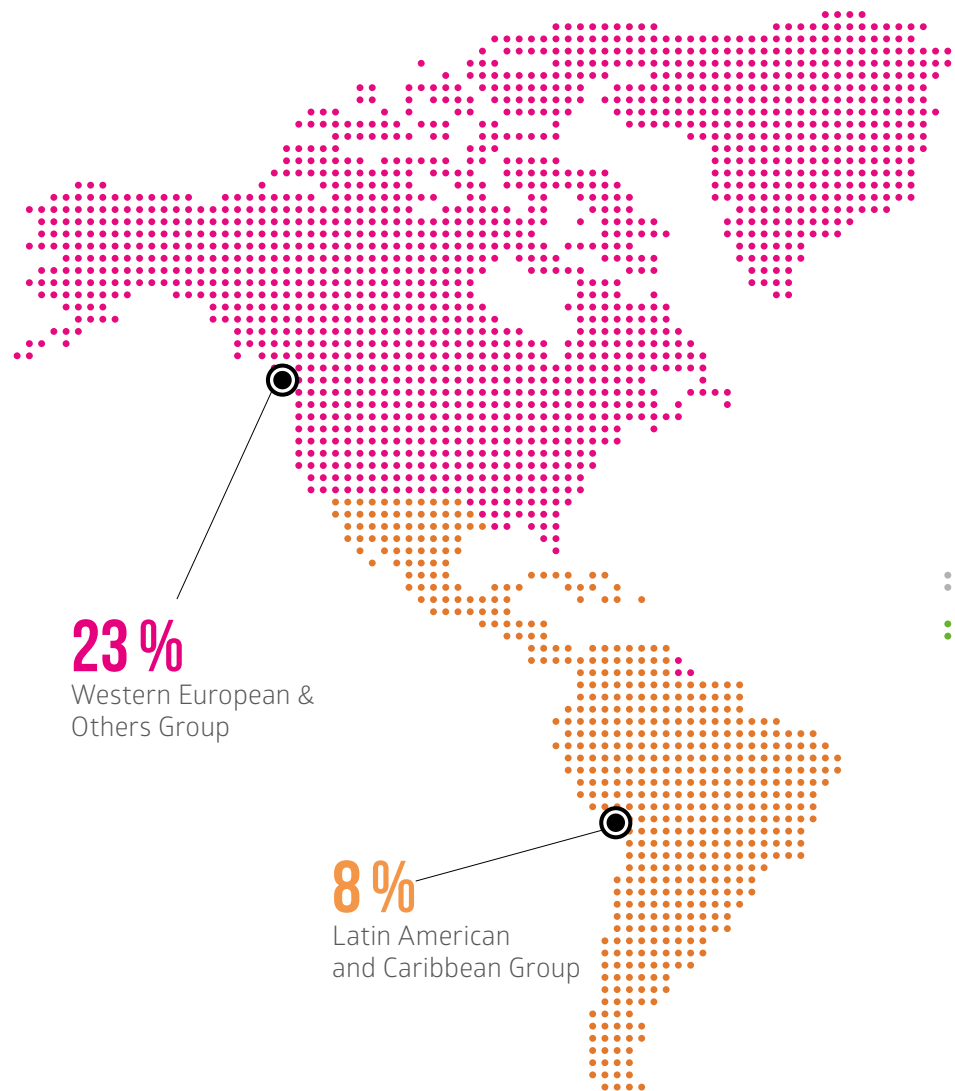 23 %
Western European &
Others Group
8 %
Latin American
and Caribbean Group